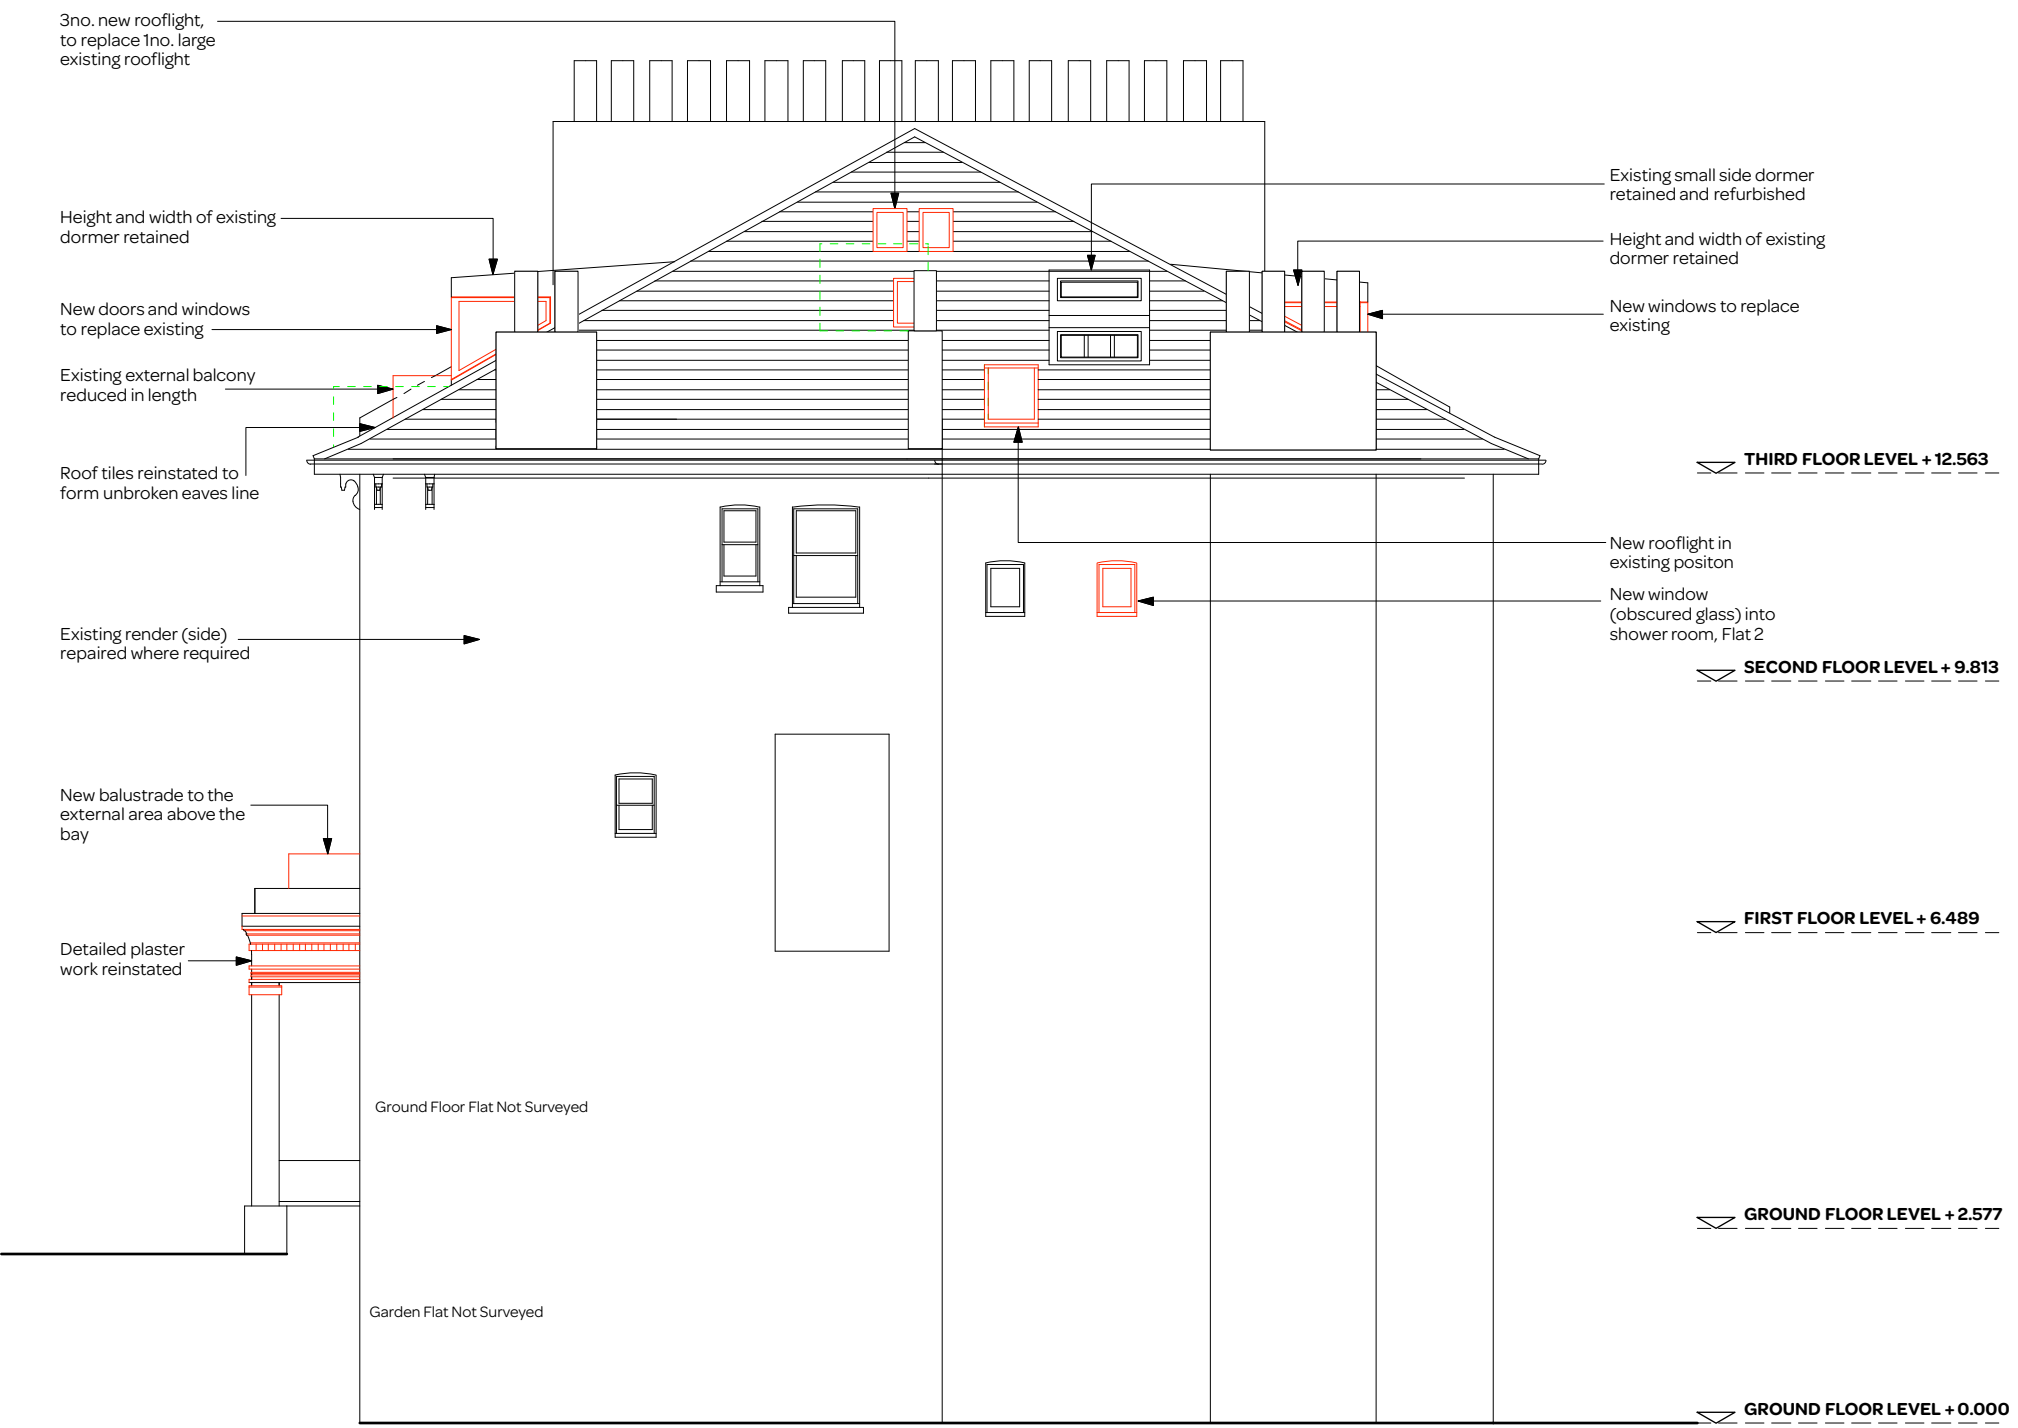 3no. new rooflight,
to replace 1no. large
existing rooflight
Height and width of existing
dormer retained
New doors and windows
to replace existing
Existing external balcony
reduced in length
Roof tiles reinstated to
form unbroken eaves line
Existing render (side)
repaired where required
New balustrade to the
external area above the
bay
Detailed plaster
work reinstated
Ground Floor Flat Not Surveyed
Garden Flat Not Surveyed
Existing small side dormer
retained and refurbished
Height and width of existing
dormer retained
New windows to replace
existing
THIRD FLOOR LEVEL + 12.563
New rooflight in
existing positon
New window
(obscured glass) into
shower room, Flat 2
SECOND FLOOR LEVEL + 9.813
FIRST FLOOR LEVEL + 6.489
GROUND FLOOR LEVEL + 2.577
GROUND FLOOR LEVEL + 0.000